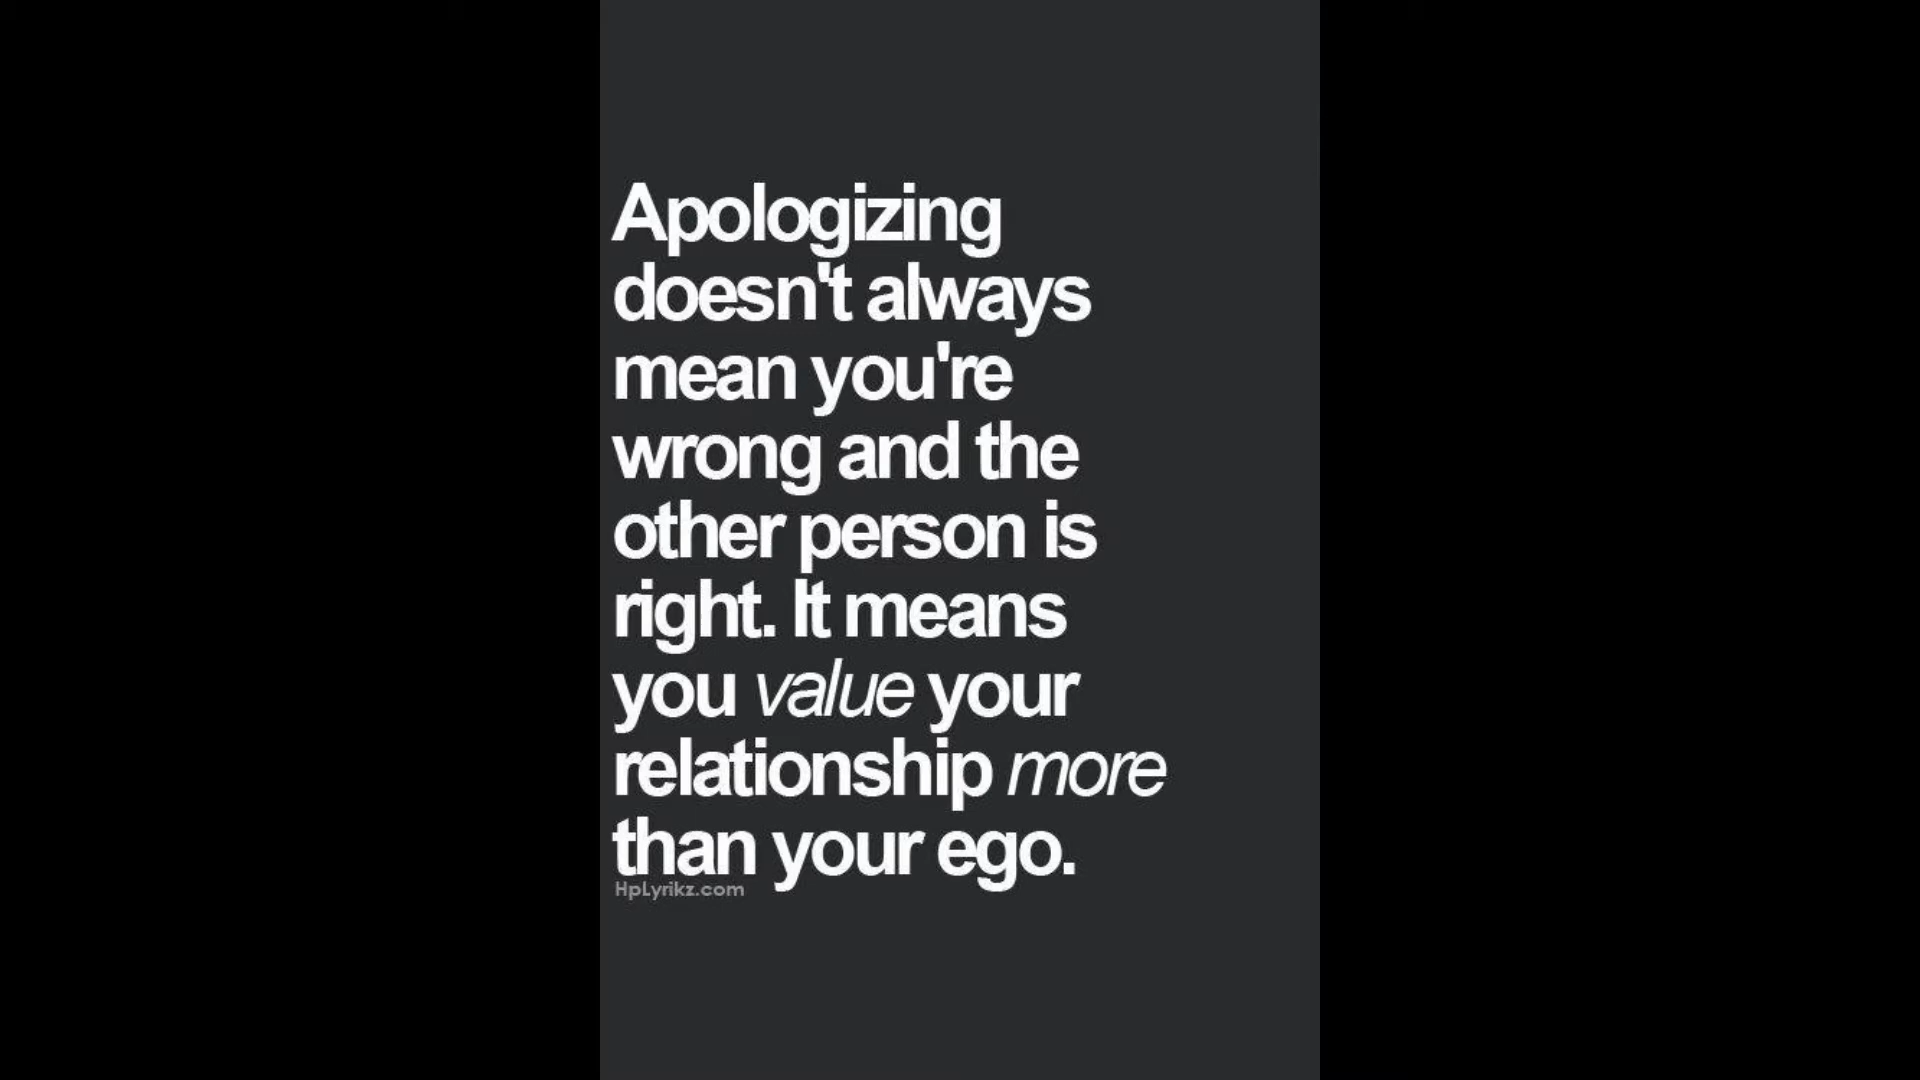 Apologizing
doesn't always
mean you're
wrong and the
other person is
right. It means
you value your
relationship more
than your ego.
HpLyrikz.com